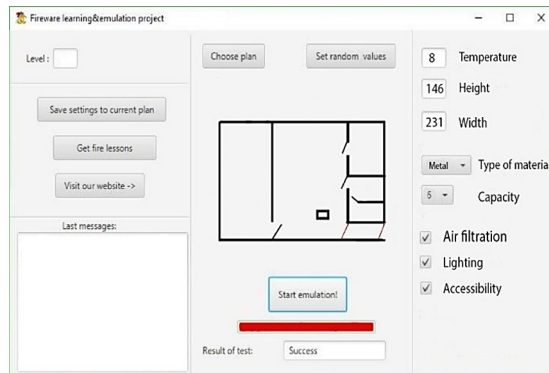 Fireware learning&emulation project
Level :
Save settings to current plan
Get fire lessons
Visit our website ->
Last messages:
Choose plan
Set random values
Start emulation!
Result of test:
Success
8 Temperature
146 Height
231 Width
Metal Type of materia
5 Capacity
Air filtration
Lighting
Accessibility